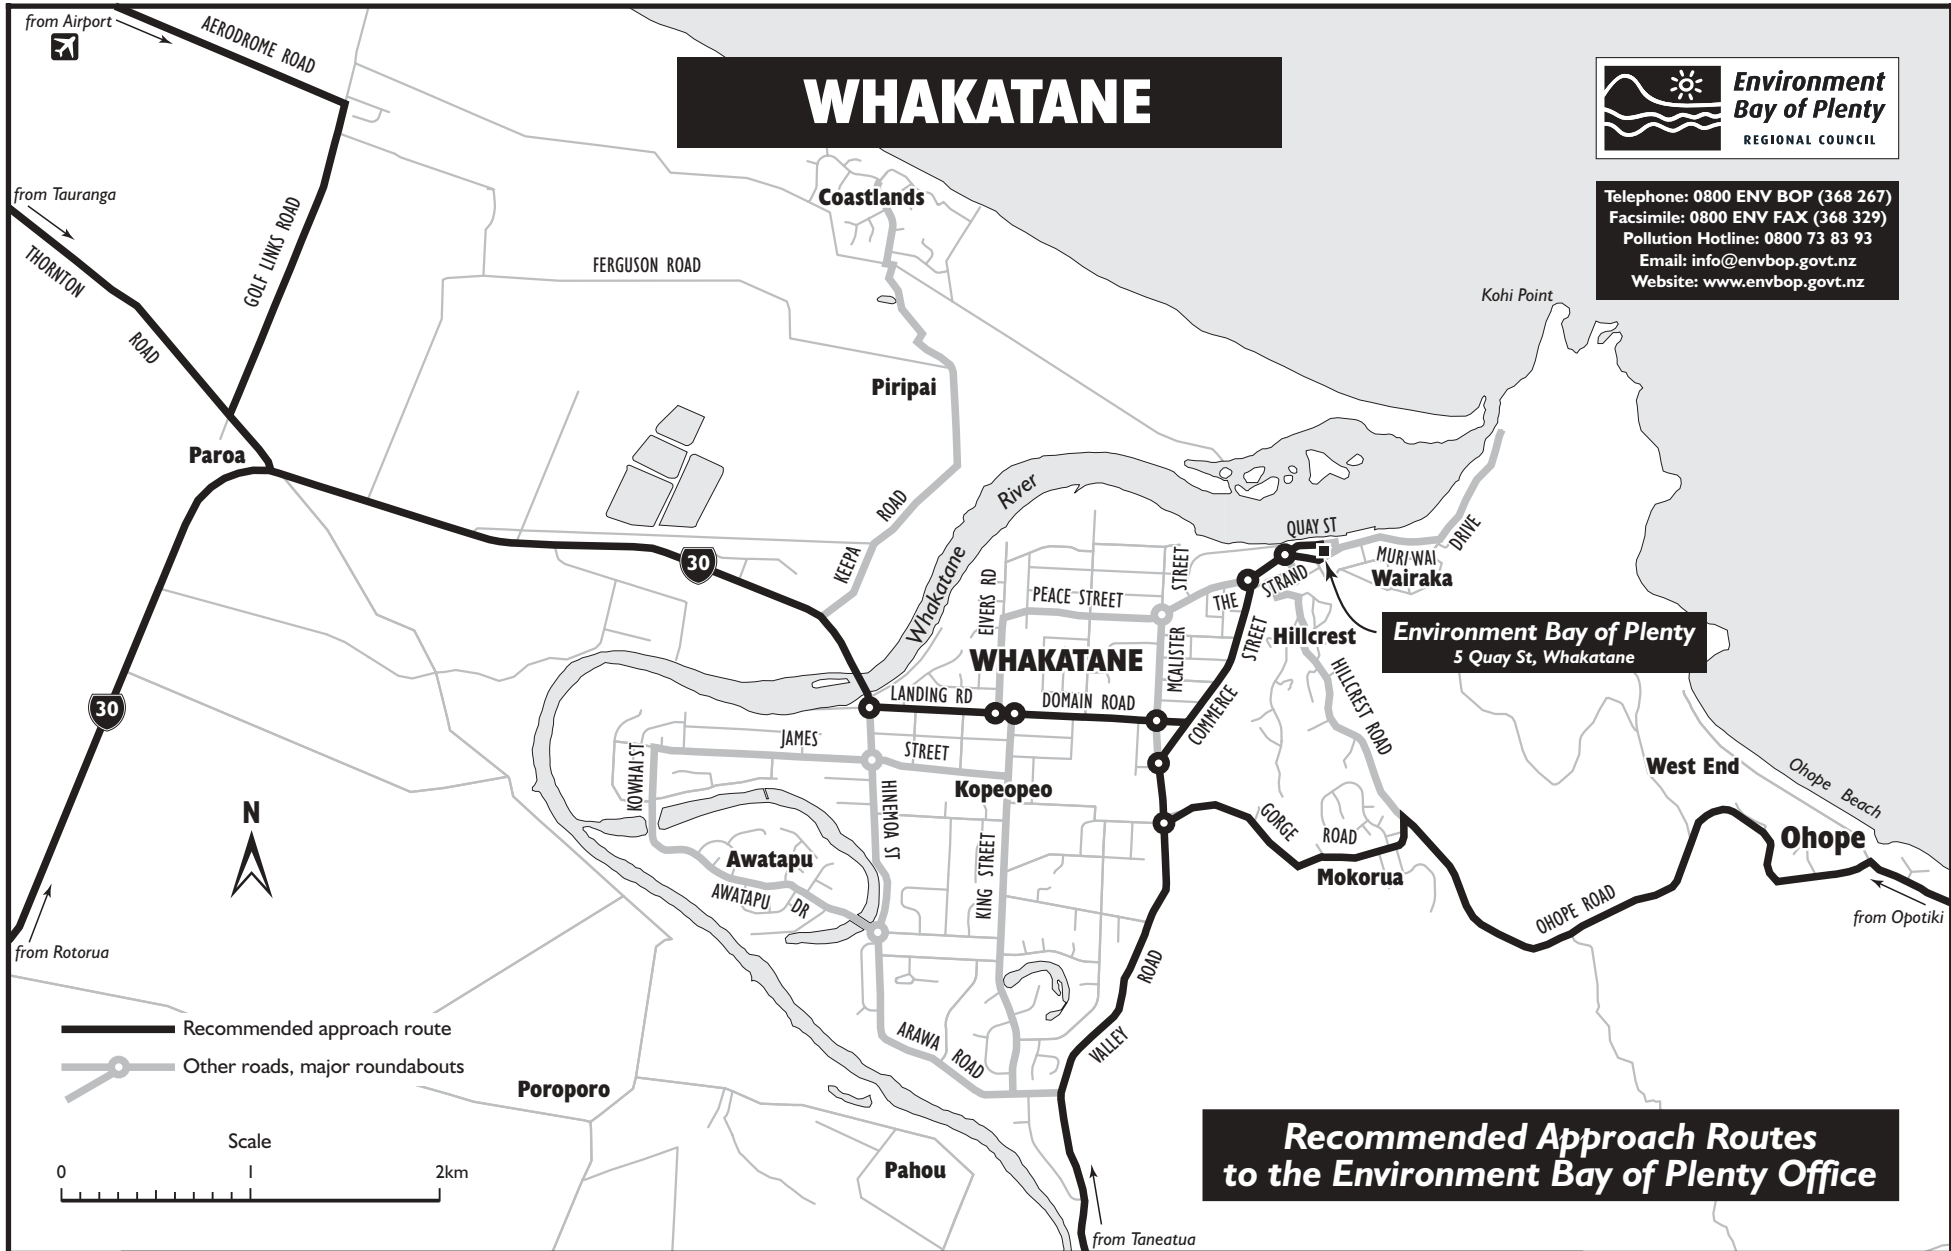 from Airport
AERODROME ROAD
WHAKATANE
Environment
Bay of Plenty
REGIONAL COUNCIL
Telephone: 0800 ENV BOP (368 267)
Facsimile: 0800 ENV FAX (368 329)
Pollution Hotline: 0800 73 83 93
Email: info@envbop.govt.nz
Website: www.envbop.govt.nz
from Tauranga
THORNTON
ROAD
GOLF LINKS ROAD
Coastlands
FERGUSON ROAD
Kohi Point
Piripai
Paroa
30
KEEPA
ROAD
Whakatane
River
QUAY ST
MURIWAI
DRIVE
Wairaka
EIVERS RD
PEACE STREET
MCALISTER
STREET
THE
STRAND
Environment Bay of Plenty
5 Quay St, Whakatane
Hillcrest
HILLCREST ROAD
WHAKATANE
COMMERCE
STREET
LANDING RD
DOMAIN ROAD
30
JAMES
STREET
KOWHAI ST
Kopeopeo
HINEMOA ST
KING STREET
West End
Ohope Beach
Ohope
GORGE
ROAD
Mokorua
OHOPE ROAD
from Opotiki
N
Awatapu
AWATAPU
DR
from Rotorua
ARAWA
ROAD
VALLEY
ROAD
Recommended approach route
Other roads, major roundabouts
Poroporo
Pahou
Scale
0 1 2km
from Taneatua
Recommended Approach Routes
to the Environment Bay of Plenty Office